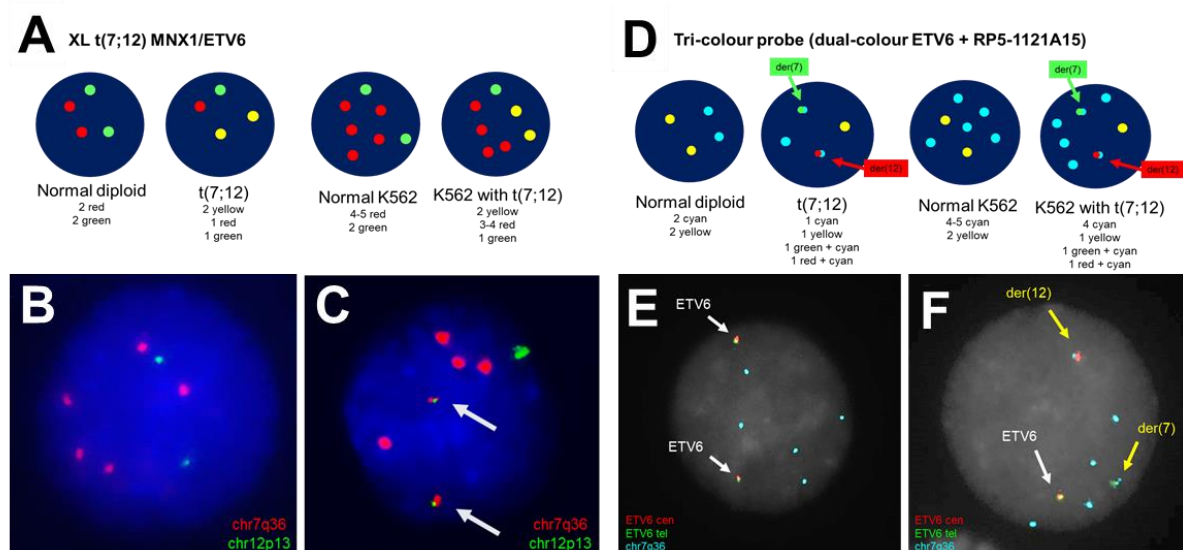 A XL t(7;12) MNX1/ETV6
Normal diploid
2 red
2 green
t(7;12)
2 yellow
1 red
1 green
Normal K562
4-5 red
2 green
K562 with t(7;12)
2 yellow
3-4 red
1 green
D Tri-colour probe (dual-colour ETV6 + RP5-1121A15)
Normal diploid
2 cyan
2 yellow
der(7)
der(12)
t(7;12)
1 cyan
1 yellow
1 green + cyan
1 red + cyan
Normal K562
4-5 cyan
2 yellow
der(7)
der(12)
K562 with t(7;12)
4 cyan
1 yellow
1 green + cyan
1 red + cyan
B
chr7q36
chr12p13
C
chr7q36
chr12p13
E
ETV6
ETV6
ETV6 cen
ETV6 tel
chr7q36
F
der(12)
ETV6
der(7)
ETV6 cen
ETV6 tel
chr7q36